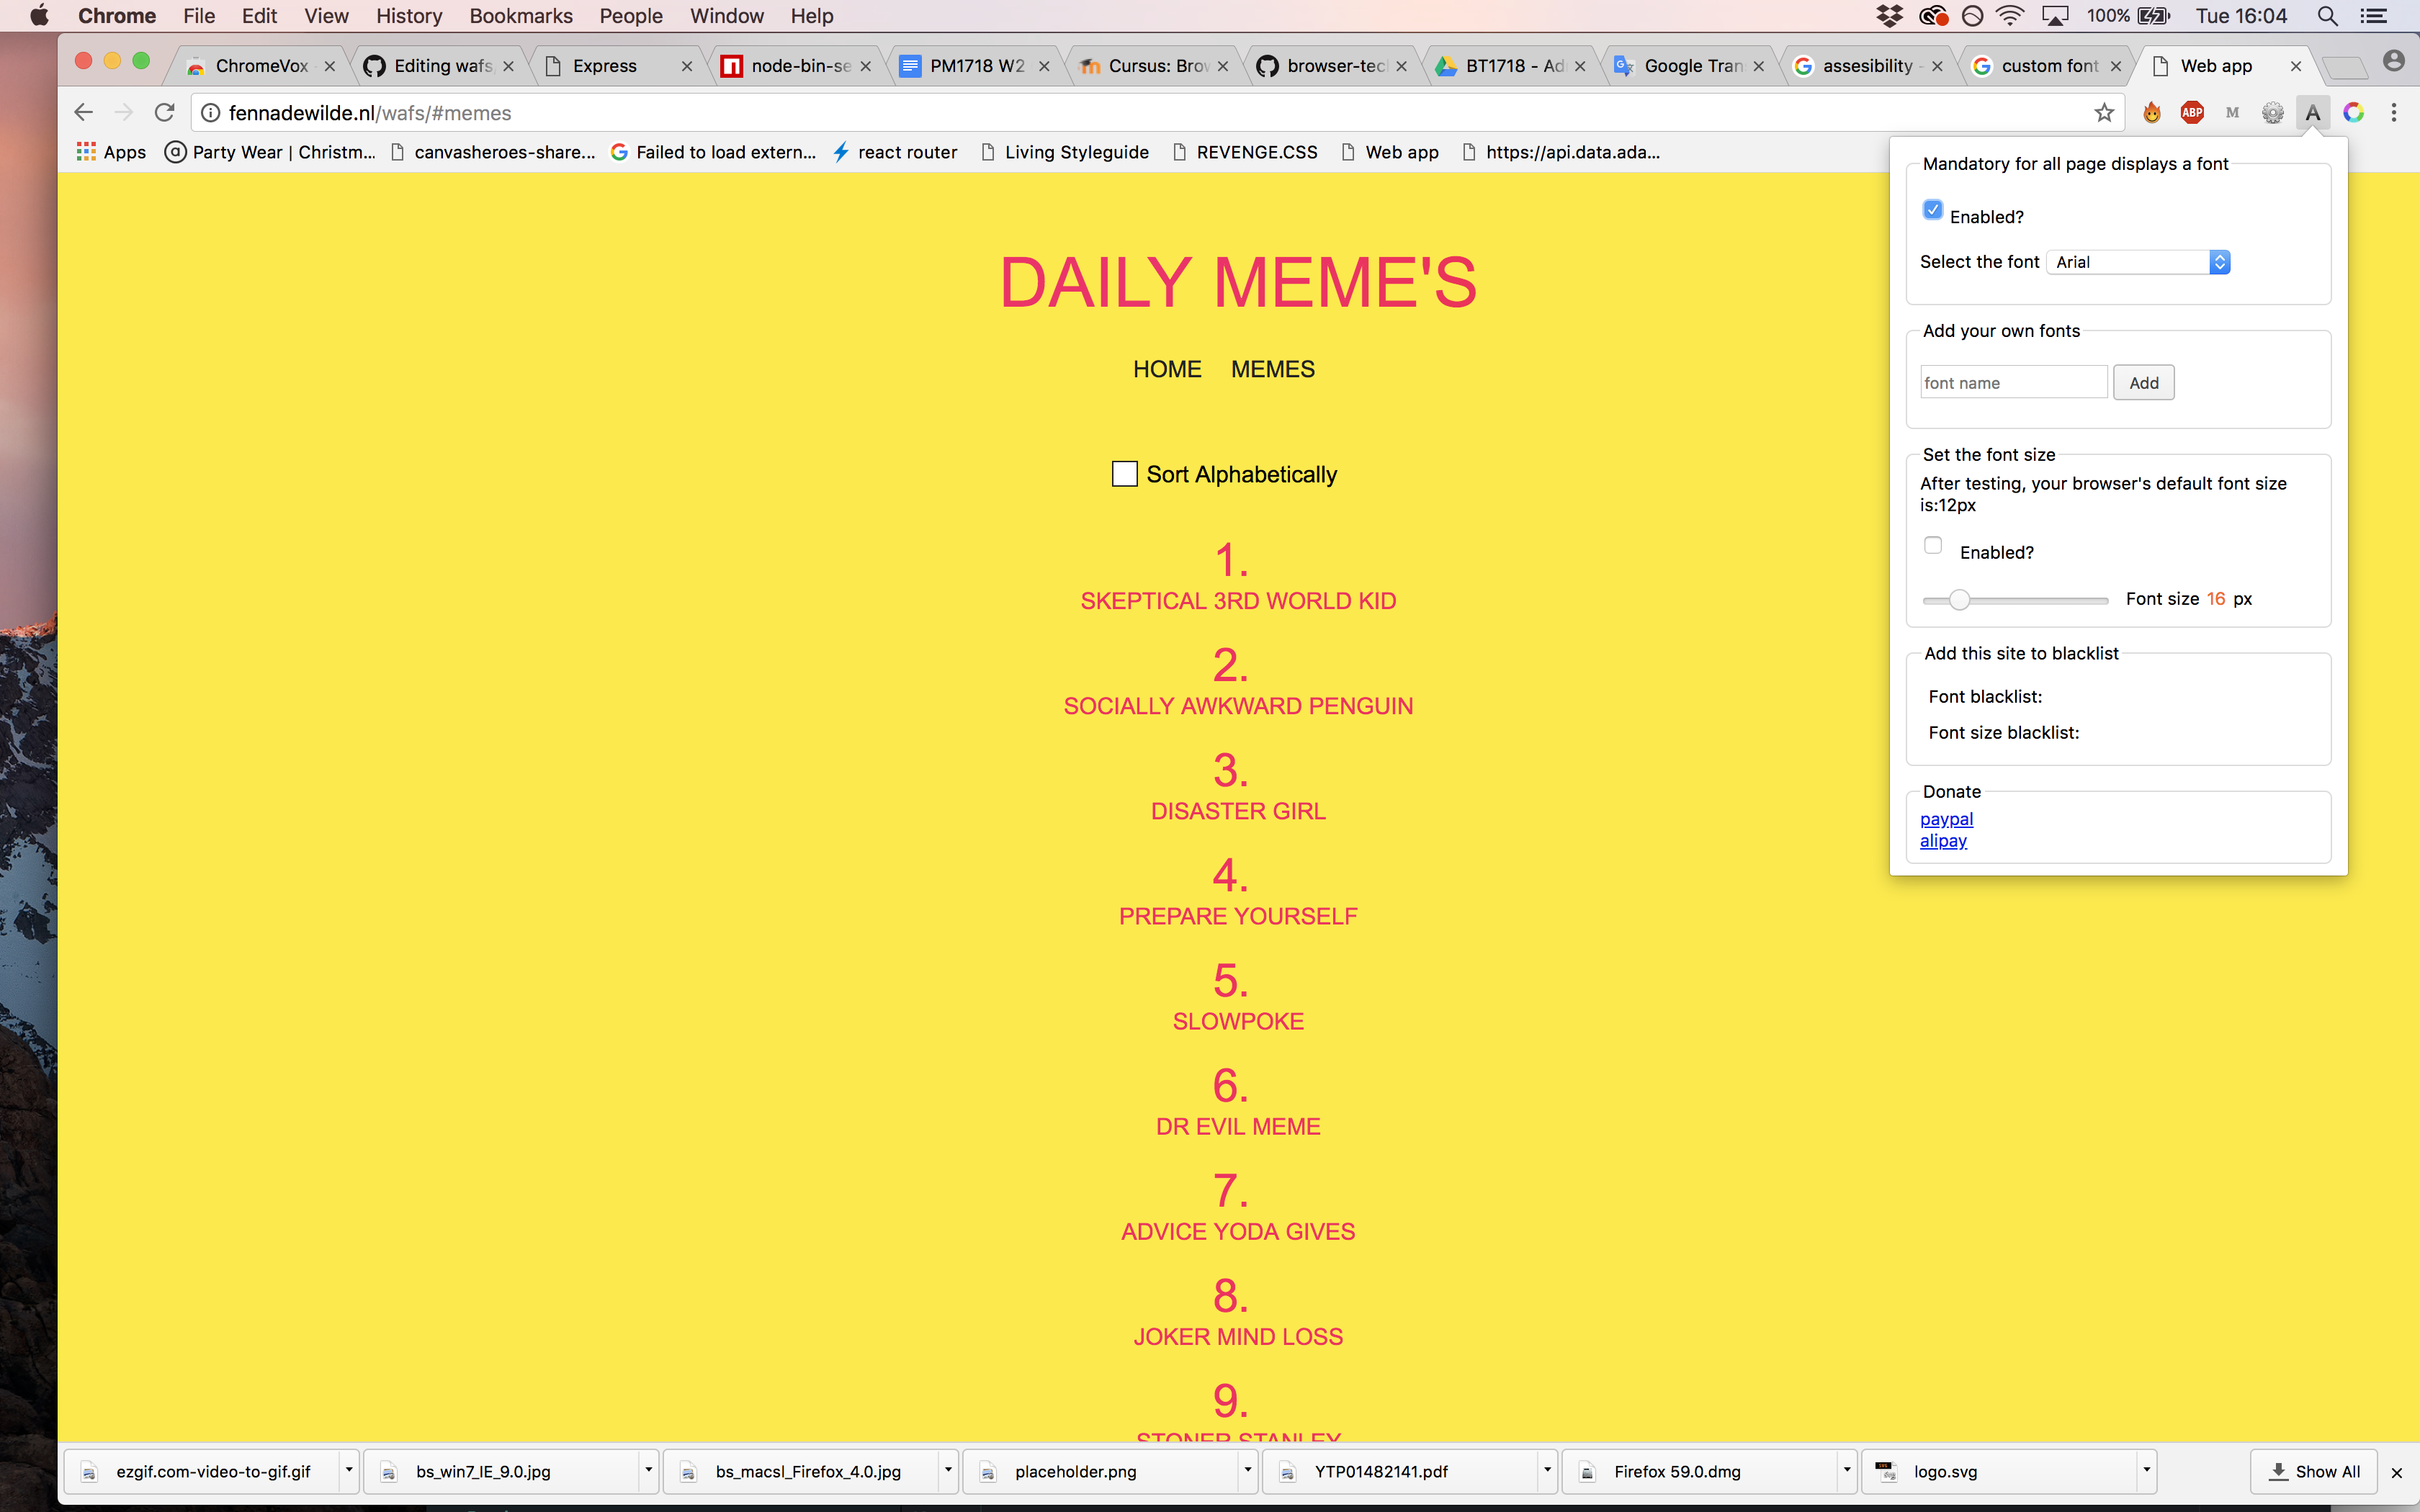 Chrome File Edit View History Bookmarks People Window Help 100% Tue 16:04
ChromeVox Editing wafs, Express node-bin-se PM1718 W2 Cursus: Brow browser-tec BT1718 - Ad Google Tran assesibility - custom font Web app
fennadewilde.nl/wafs/#memes ABP M A
Apps Party Wear | Christm... canvasheroes-share... Failed to load extern... react router Living Styleguide REVENGE.CSS Web app https://api.data.ada...
DAILY MEME'S
HOME MEMES
Sort Alphabetically
1.
SKEPTICAL 3RD WORLD KID
2.
SOCIALLY AWKWARD PENGUIN
3.
DISASTER GIRL
4.
PREPARE YOURSELF
5.
SLOWPOKE
6.
DR EVIL MEME
7.
ADVICE YODA GIVES
8.
JOKER MIND LOSS
9.
STONER STANLEY
Mandatory for all page displays a font
Enabled?
Select the font Arial
Add your own fonts
font name Add
Set the font size
After testing, your browser's default font size
is:12px
Enabled?
Font size 16 px
Add this site to blacklist
Font blacklist:
Font size blacklist:
Donate
paypal
alipay
ezgif.com-video-to-gif.gif bs_win7_IE_9.0.jpg bs_macsl_Firefox_4.0.jpg placeholder.png YTP01482141.pdf Firefox 59.0.dmg logo.svg Show All